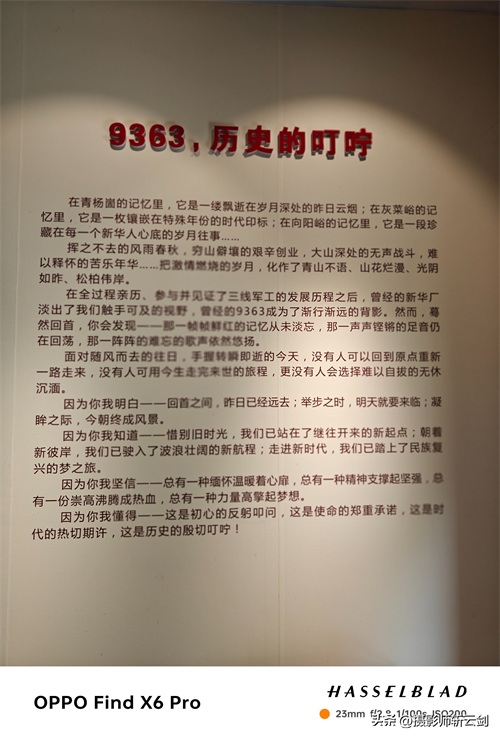 9363，历史的叮咛
在青杨崮的记忆里，它是一缕飘逝在岁月深处的昨日云烟；在灰菜峪的记
忆里，它是一枚镶嵌在特殊年份的时代印标；在向阳峪的记忆里，它是一段珍
藏在每一个新华人心底的岁月往事……
挥之不去的风雨春秋，穷山僻壤的艰辛创业，大山深处的无声战斗，难
以释怀的苦乐年华……把激情燃烧的岁月，化作了青山不语、山花烂漫、光阴
如昨、松柏伟岸。
在全过程亲历、参与并见证了三线军工的发展历程之后，曾经的新华厂
淡出了我们触手可及的视野，曾经的9363成为了渐行渐远的背影。然而，蓦
然回首，你会发现——那一帧帧鲜红的记忆从未淡忘，那一声声铿锵的足音仍
在回荡，那一阵阵的难忘的歌声依然悠扬。
面对随风而去的往日，手握转瞬即逝的今天，没有人可以回到原点重新
一路走来，没有人可用今生走完来世的旅程，更没有人会选择难以自拔的无休
沉湎。
因为你我明白——回首之间，昨日已经远去；举步之时，明天就要来临；凝
眸之际，今朝终成风景。
因为你我知道——惜别旧时光，我们已站在了继往开来的新起点；朝着
新彼岸，我们已驶入了波浪壮阔的新航程；走进新时代，我们已踏上了民族复
兴的梦之旅。
因为你我坚信——总有一种缅怀温暖着心扉，总有一种精神支撑起坚强，总
有一份崇高沸腾成热血，总有一种力量高擎起梦想。
因为你我懂得——这是初心的反躬叩问，这是使命的郑重承诺，这是时
代的热切期许，这是历史的殷切叮咛！
OPPO Find X6 Pro
HASSELBLAD
23mm f/2.8 1/100s ISO200
头条@摄影师斩云剑